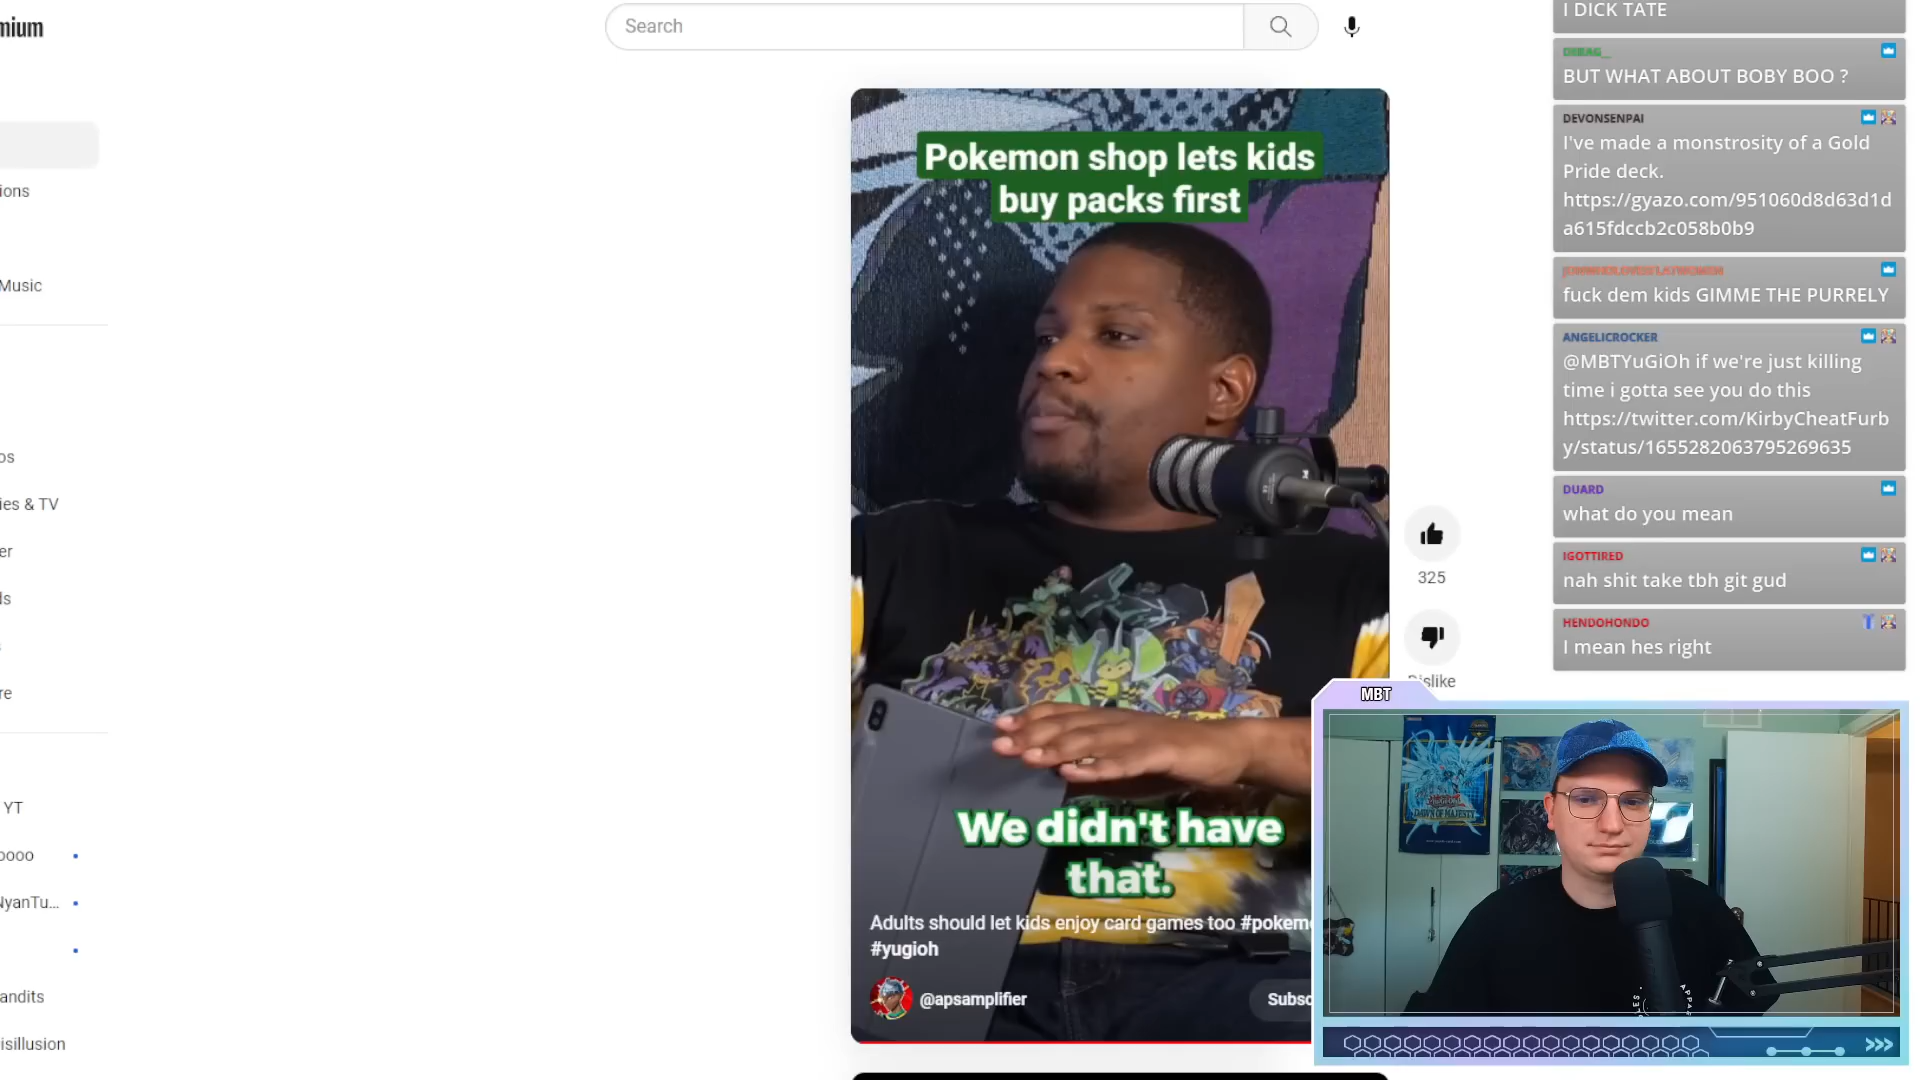 mium
Search
ions
Music
os
ies & TV
er
ds
re
YT
oooo
NyanTu...
andits
isillusion
Pokemon shop lets kids
buy packs first
We didn't have
that.
Adults should let kids enjoy card games too #pokem
#yugioh
@apsamplifier
Subsc
325
Dislike
I DICK TATE
BUT WHAT ABOUT BOBY BOO ?
DEVONSENPAI
I've made a monstrosity of a Gold
Pride deck.
https://gyazo.com/951060d8d63d1d
a615fdccb2c058b0b9
fuck dem kids GIMME THE PURRELY
ANGELICROCKER
@MBTYuGiOh if we're just killing
time i gotta see you do this
https://twitter.com/KirbyCheatFurb
y/status/1655282063795269635
DUARD
what do you mean
IGOTTIRED
nah shit take tbh git gud
HENDOHONDO
I mean hes right
MBT
DAWN OF MAJESTY